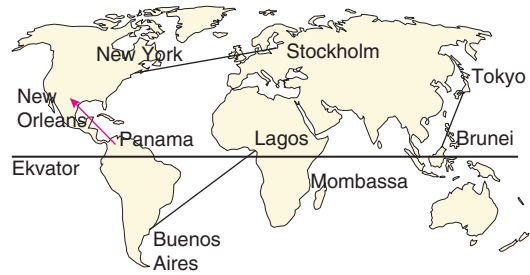 New York
Stockholm
Tokyo
New
Orleans
Panama
Lagos
Brunei
Ekvator
Mombassa
Buenos
Aires